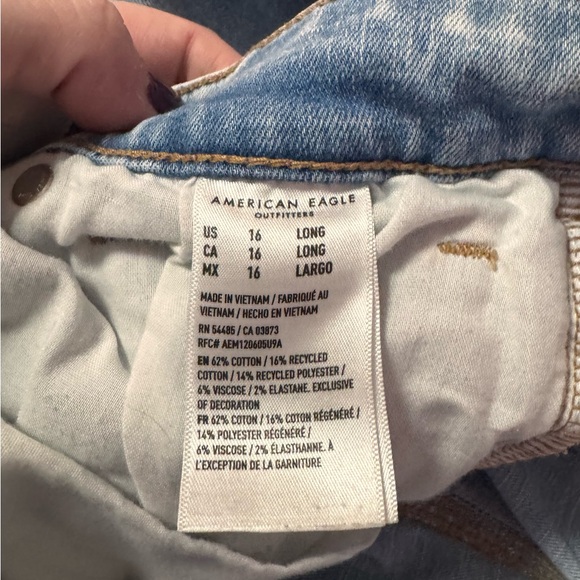 AMERICAN EAGLE
OUTFITTERS
US 16 LONG
CA 16 LONG
MX 16 LARGO
MADE IN VIETNAM / FABRIQUÉ AU
VIETNAM / HECHO EN VIETNAM
RN 54485 / CA 03873
RFC# AEM120605U9A
EN 62% COTTON / 16% RECYCLED
COTTON / 14% RECYCLED POLYESTER /
6% VISCOSE / 2% ELASTANE. EXCLUSIVE
OF DECORATION
FR 62% COTON / 16% COTON RÉGÉNÉRÉ /
14% POLYESTER RÉGÉNÉRÉ /
6% VISCOSE / 2% ÉLASTHANNE. À
L'EXCEPTION DE LA GARNITURE